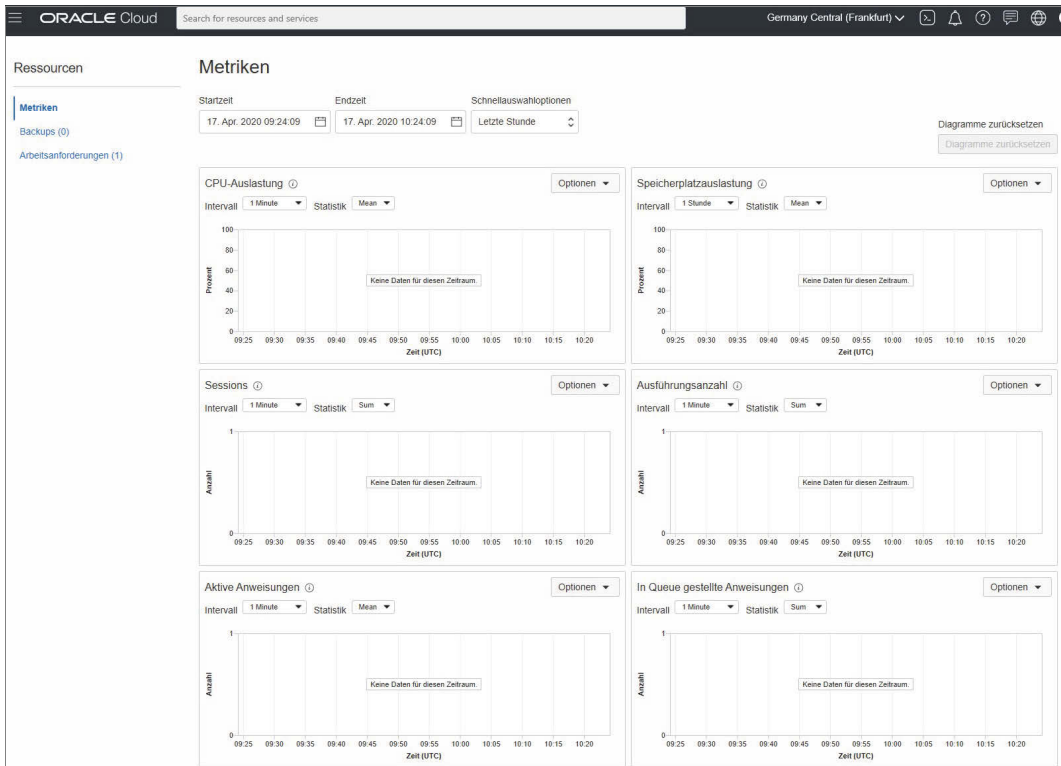 ORACLE Cloud
Search for resources and services
Germany Central (Frankfurt)
Ressourcen
Metriken
Backups (0)
Arbeitsanforderungen (1)
Metriken
Startzeit Endzeit Schnellauswahloptionen
17. Apr. 2020 09:24:09 17. Apr. 2020 10:24:09 Letzte Stunde
Diagramme zurücksetzen
Diagramme zurücksetzen
CPU-Auslastung Optionen
Intervall 1 Minute Statistik Mean
100
80
60
40
20
0
Prozent
Keine Daten für diesen Zeitraum.
09:25 09:30 09:35 09:40 09:45 09:50 09:55 10:00 10:05 10:10 10:15 10:20
Zeit (UTC)
Speicherplatzauslastung Optionen
Intervall 1 Stunde Statistik Mean
100
80
60
40
20
0
Prozent
Keine Daten für diesen Zeitraum.
09:25 09:30 09:35 09:40 09:45 09:50 09:55 10:00 10:05 10:10 10:15 10:20
Zeit (UTC)
Sessions Optionen
Intervall 1 Minute Statistik Sum
1
0
Anzahl
Keine Daten für diesen Zeitraum.
09:25 09:30 09:35 09:40 09:45 09:50 09:55 10:00 10:05 10:10 10:15 10:20
Zeit (UTC)
Ausführungsanzahl Optionen
Intervall 1 Minute Statistik Sum
1
0
Anzahl
Keine Daten für diesen Zeitraum.
09:25 09:30 09:35 09:40 09:45 09:50 09:55 10:00 10:05 10:10 10:15 10:20
Zeit (UTC)
Aktive Anweisungen Optionen
Intervall 1 Minute Statistik Mean
1
0
Anzahl
Keine Daten für diesen Zeitraum.
09:25 09:30 09:35 09:40 09:45 09:50 09:55 10:00 10:05 10:10 10:15 10:20
Zeit (UTC)
In Queue gestellte Anweisungen Optionen
Intervall 1 Minute Statistik Sum
1
0
Anzahl
Keine Daten für diesen Zeitraum.
09:25 09:30 09:35 09:40 09:45 09:50 09:55 10:00 10:05 10:10 10:15 10:20
Zeit (UTC)